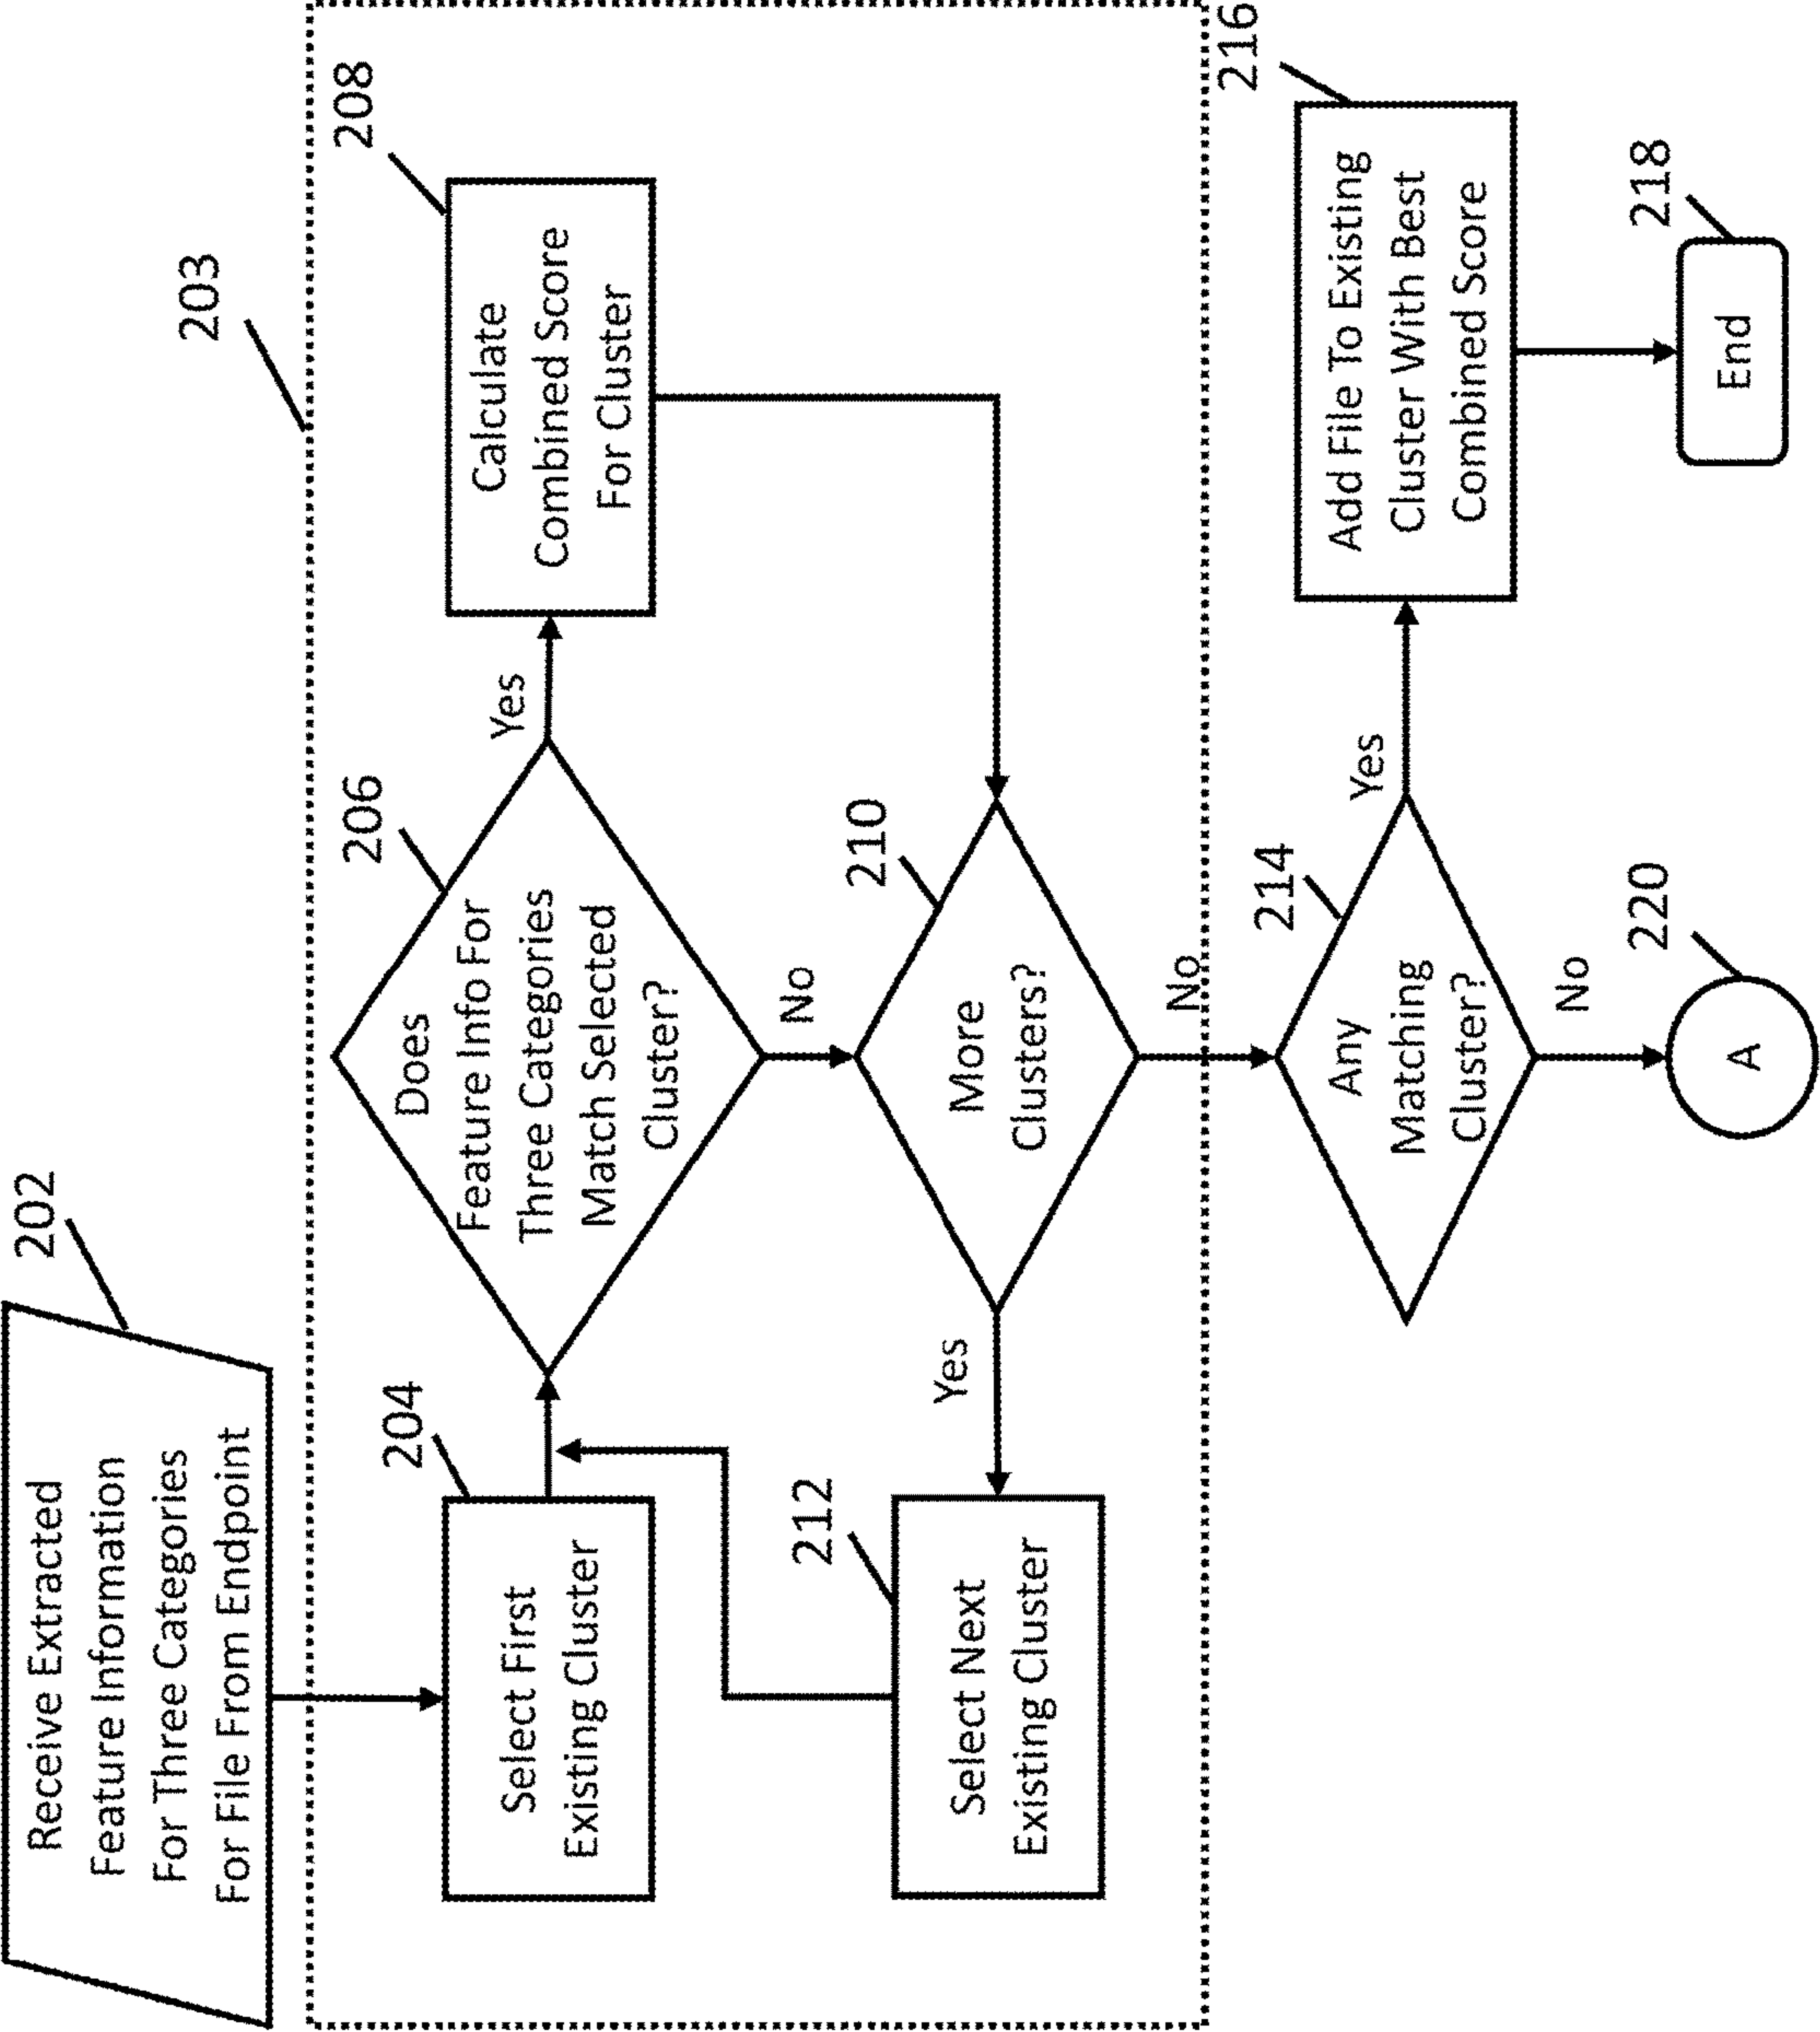 202
Receive Extracted
Feature Information
For Three Categories
For File From Endpoint
203
204
Select First
Existing Cluster
206
Does
Feature Info For
Three Categories
Match Selected
Cluster?
Yes
No
208
Calculate
Combined Score
For Cluster
210
More
Clusters?
Yes
No
212
Select Next
Existing Cluster
214
Any
Matching
Cluster?
Yes
No
216
Add File To Existing
Cluster With Best
Combined Score
218
End
220
A